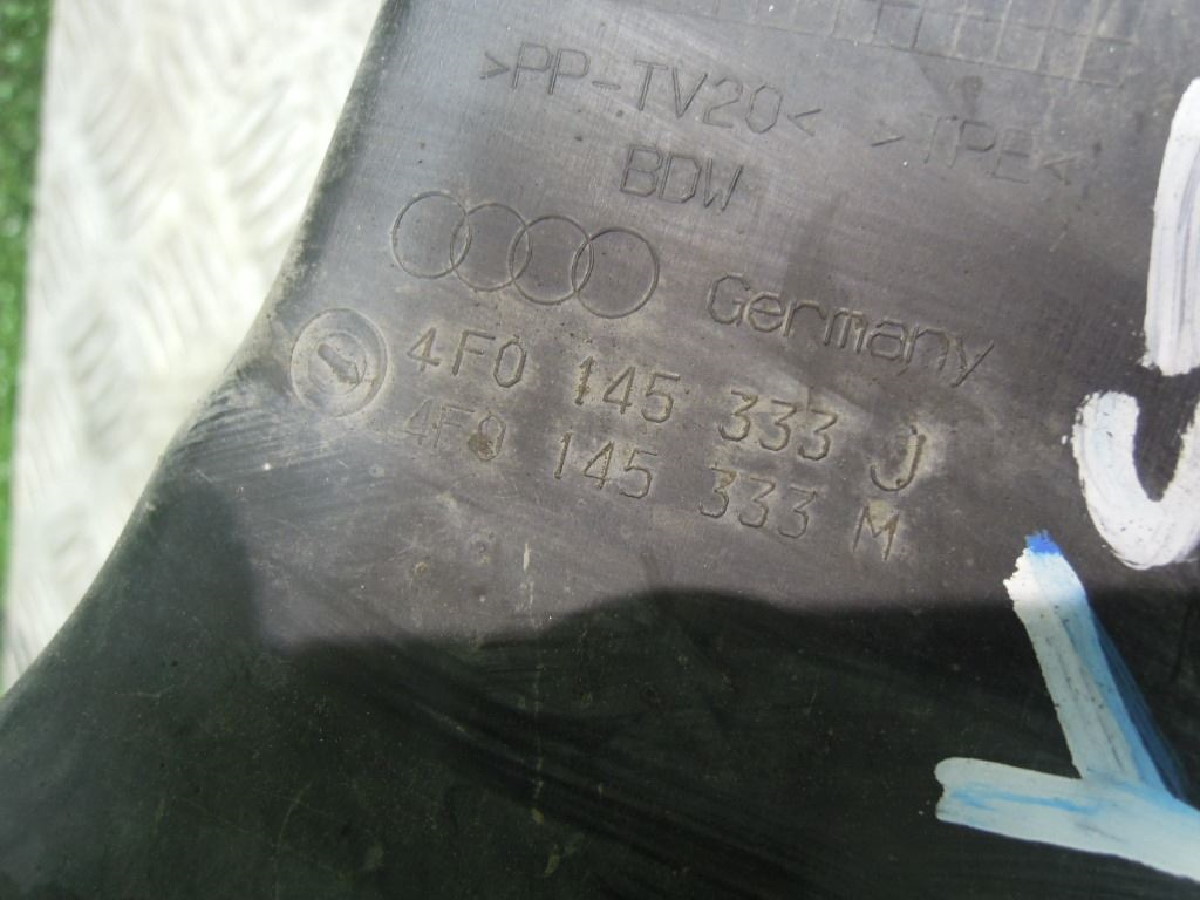 >PP-TV20< >TPE<
BDW
Germany
4F0 145 333 J
4F0 145 333 M